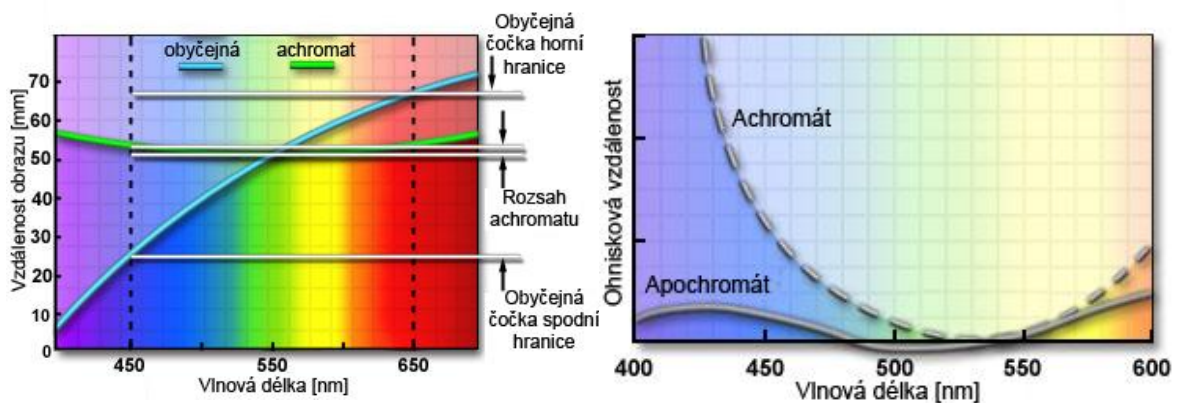 Obyčejná
čočka horní
hranice
obyčejná
achromat
Vzdálenost obrazu [mm]
70
60
50
40
30
20
10
0
450
550
650
Vlnová délka [nm]
Rozsah
achromatu
Obyčejná
čočka spodní
hranice
Ohnisková vzdálenost
Achromát
Apochromát
400
450
500
550
600
Vlnová délka [nm]